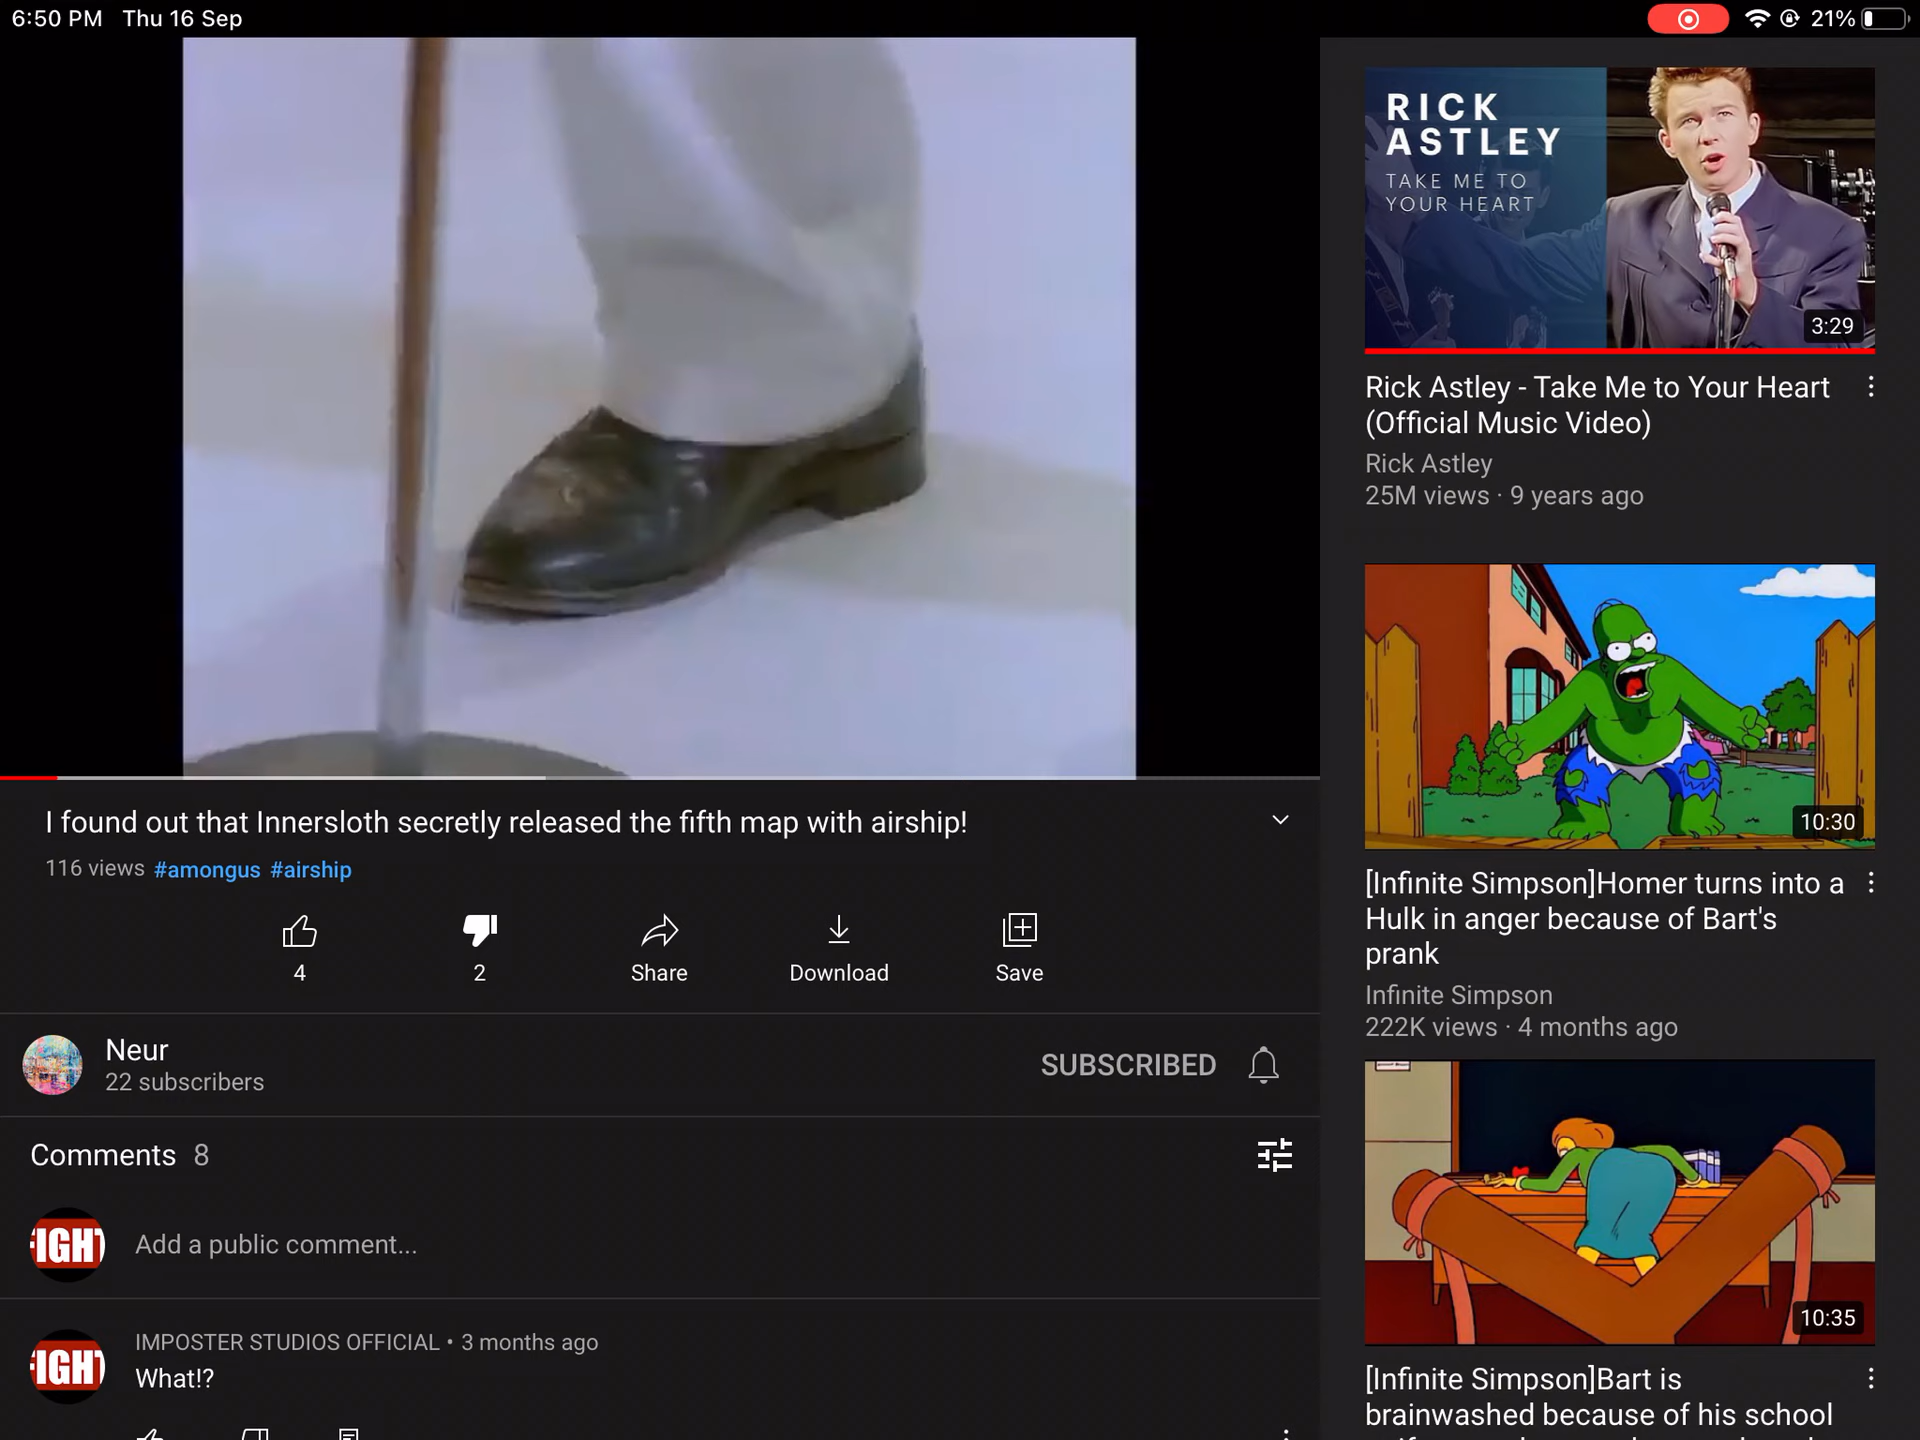 6:50 PM Thu 16 Sep
21%
I found out that Innersloth secretly released the fifth map with airship!
116 views #amongus #airship
4
2
Share
Download
Save
Neur
22 subscribers
SUBSCRIBED
Comments 8
IGHT
Add a public comment...
IGHT
IMPOSTER STUDIOS OFFICIAL • 3 months ago
What!?
RICK
ASTLEY
TAKE ME TO
YOUR HEART
3:29
Rick Astley - Take Me to Your Heart
(Official Music Video)
Rick Astley
25M views · 9 years ago
10:30
[Infinite Simpson]Homer turns into a
Hulk in anger because of Bart's
prank
Infinite Simpson
222K views · 4 months ago
10:35
[Infinite Simpson]Bart is
brainwashed because of his school